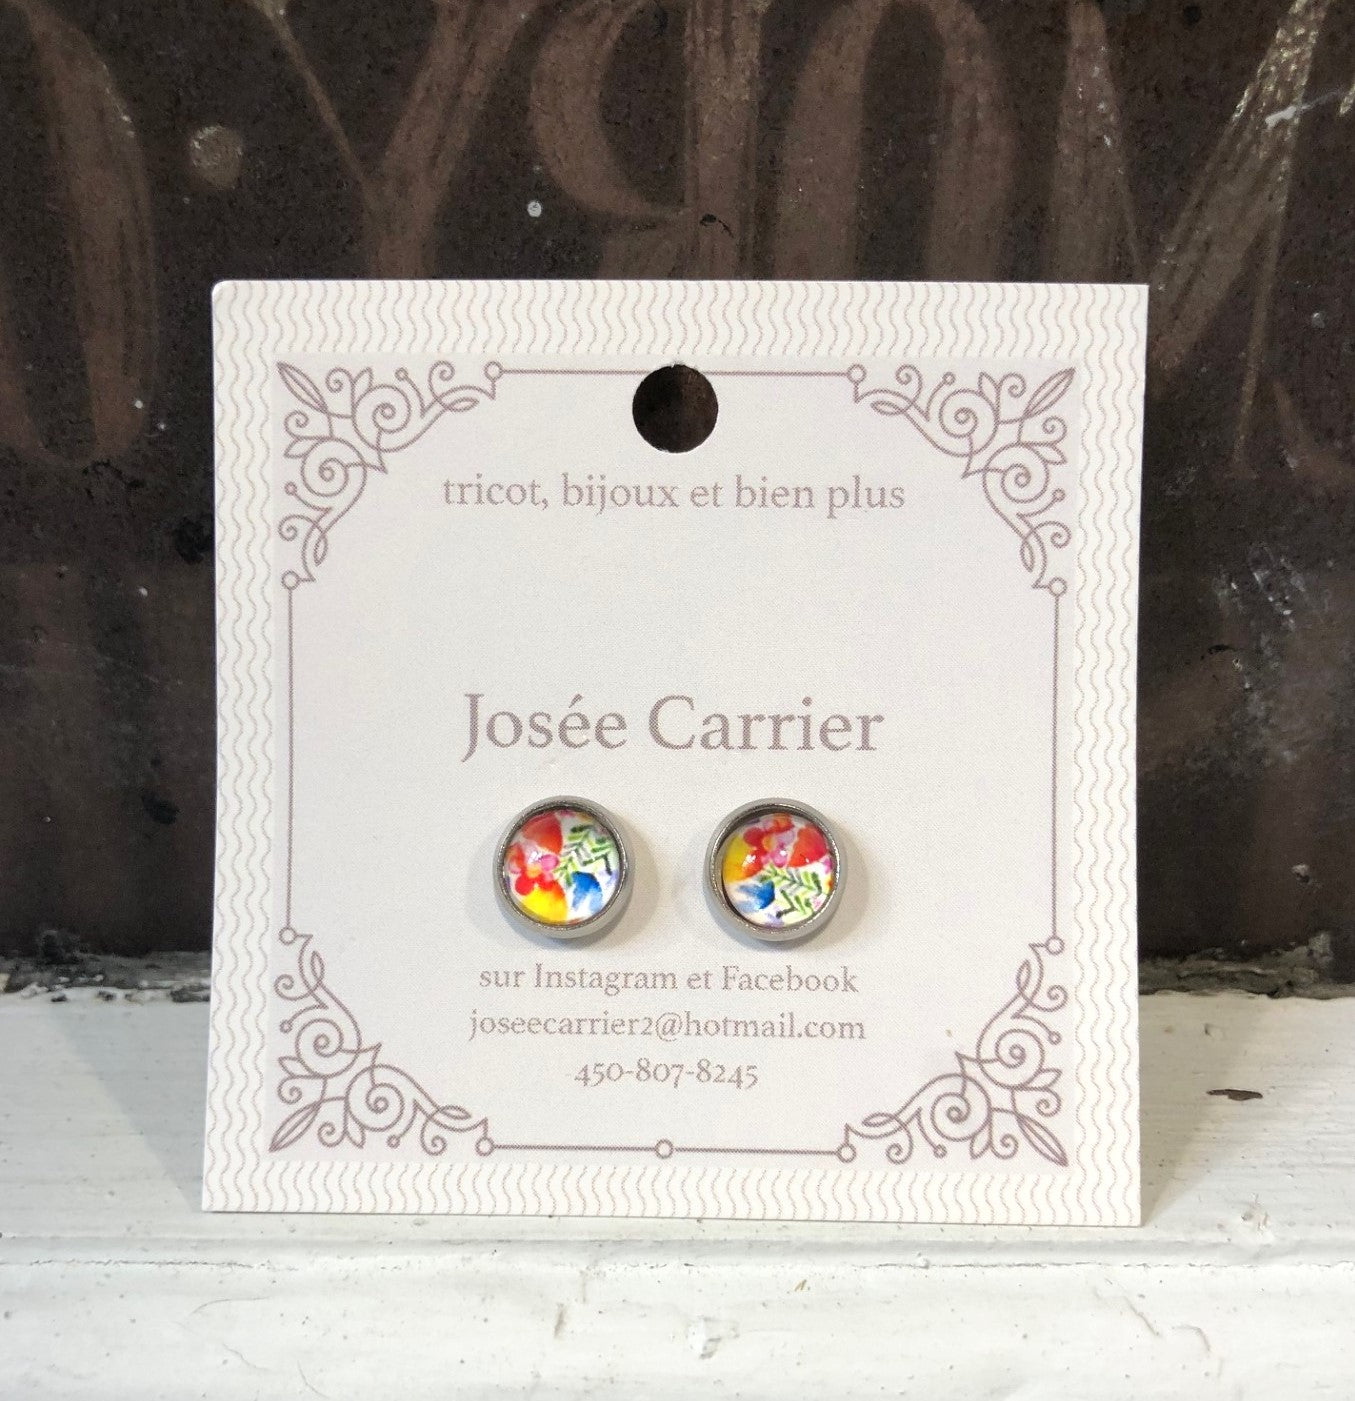 tricot, bijoux et bien plus
Josée Carrier
sur Instagram et Facebook
joseecarrier2@hotmail.com
450-807-8245